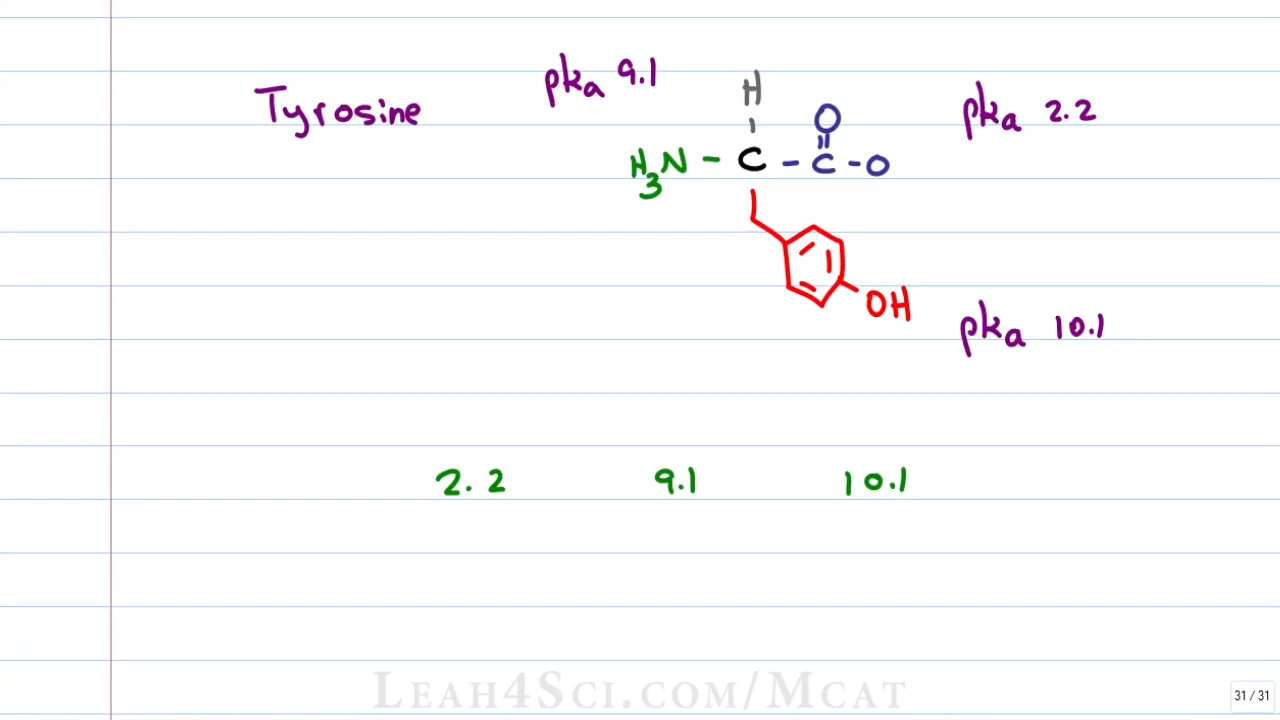 Tyrosine
pka 9.1
H
pka 2.2
O
H3N - C - C - O
OH
pka 10.1
2.2 9.1 10.1
LEAH4SCI.COM/MCAT
31 / 31